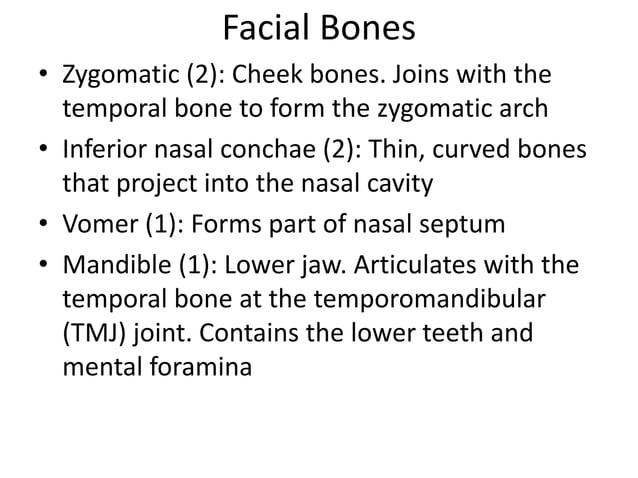 Facial Bones
• Zygomatic (2): Cheek bones. Joins with the
temporal bone to form the zygomatic arch
• Inferior nasal conchae (2): Thin, curved bones
that project into the nasal cavity
• Vomer (1): Forms part of nasal septum
• Mandible (1): Lower jaw. Articulates with the
temporal bone at the temporomandibular
(TMJ) joint. Contains the lower teeth and
mental foramina